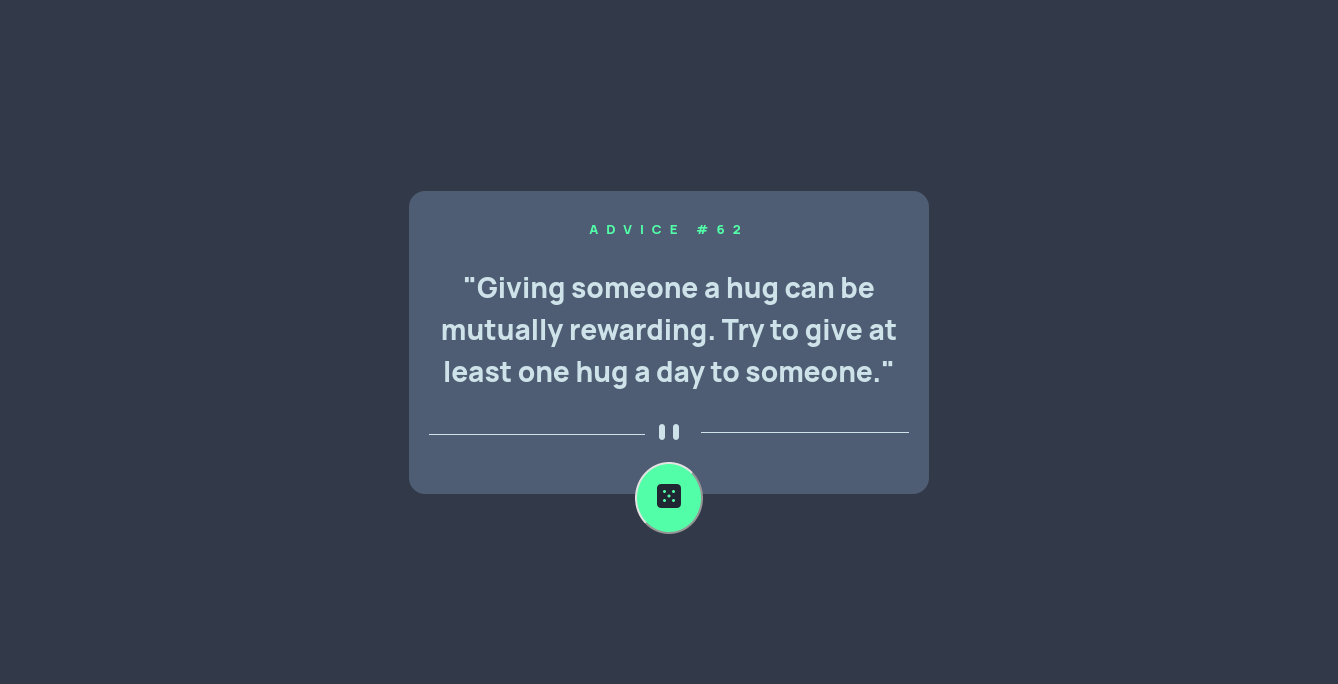 ADVICE #62
"Giving someone a hug can be
mutually rewarding. Try to give at
least one hug a day to someone."